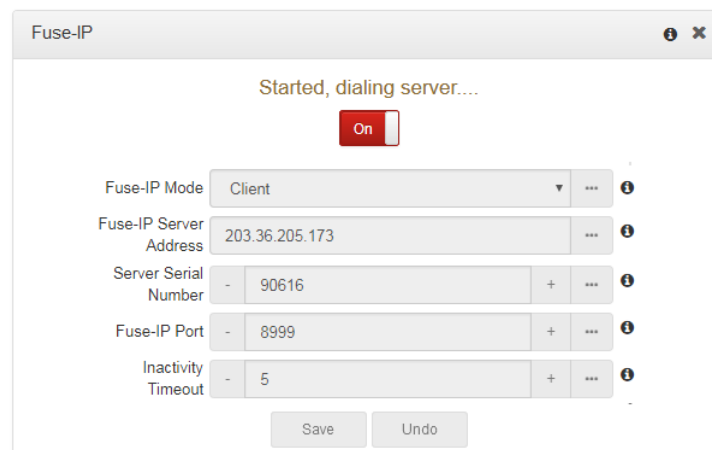 Fuse-IP
Started, dialing server....
On
Fuse-IP Mode
Client
Fuse-IP Server
Address
203.36.205.173
Server Serial
Number
- 90616 +
Fuse-IP Port
- 8999 +
Inactivity
Timeout
- 5 +
Save Undo